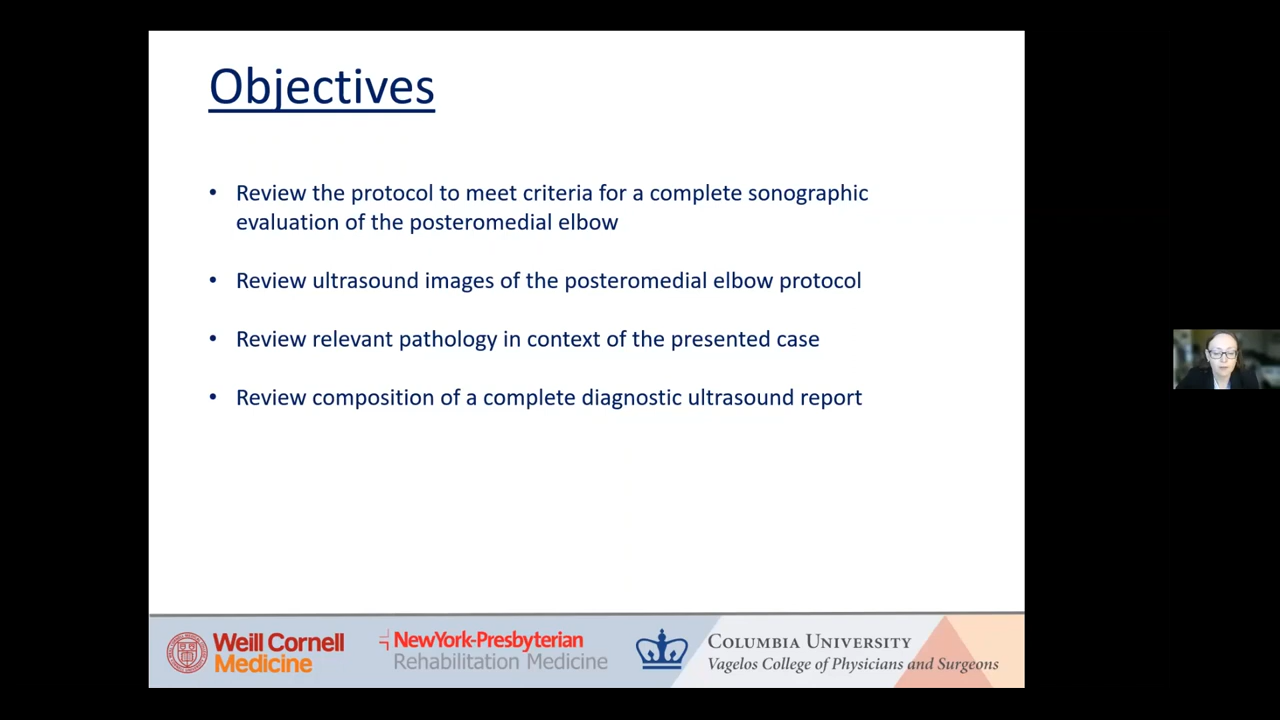 Objectives
• Review the protocol to meet criteria for a complete sonographic
evaluation of the posteromedial elbow
• Review ultrasound images of the posteromedial elbow protocol
• Review relevant pathology in context of the presented case
• Review composition of a complete diagnostic ultrasound report
Weill Cornell
Medicine
NewYork-Presbyterian
Rehabilitation Medicine
COLUMBIA UNIVERSITY
Vagelos College of Physicians and Surgeons